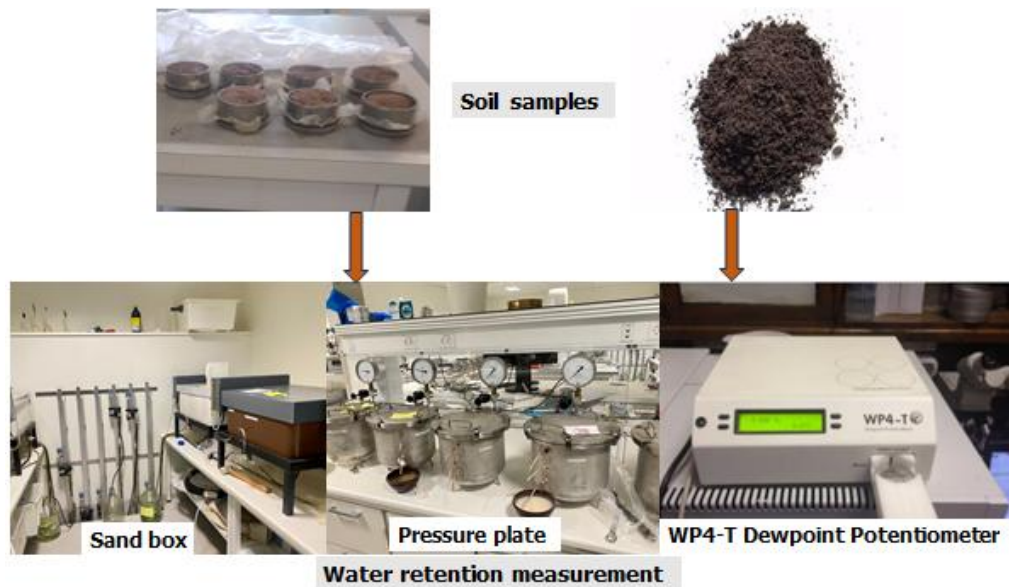 Soil samples
WP4-T
Sand box
Pressure plate
WP4-T Dewpoint Potentiometer
Water retention measurement